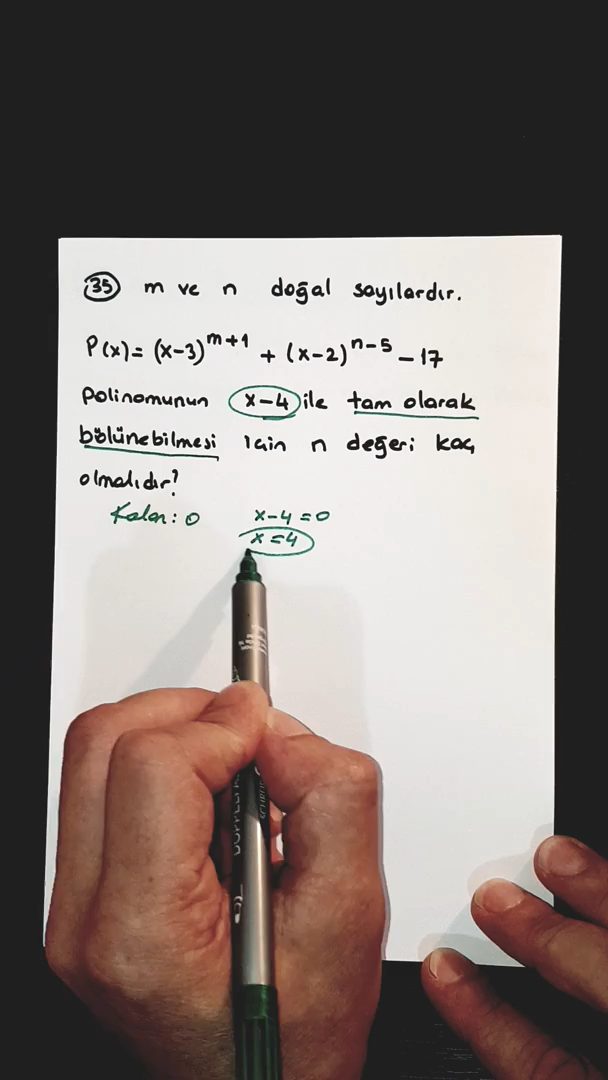 35 m ve n doğal sayılardır.
P(x) = (x-3)^m+1 + (x-2)^n-5 - 17
Polinomunun x-4 ile tam olarak
bölünebilmesi için n değeri kaç
olmalıdır?
Kalan: 0 x-4=0
x=4